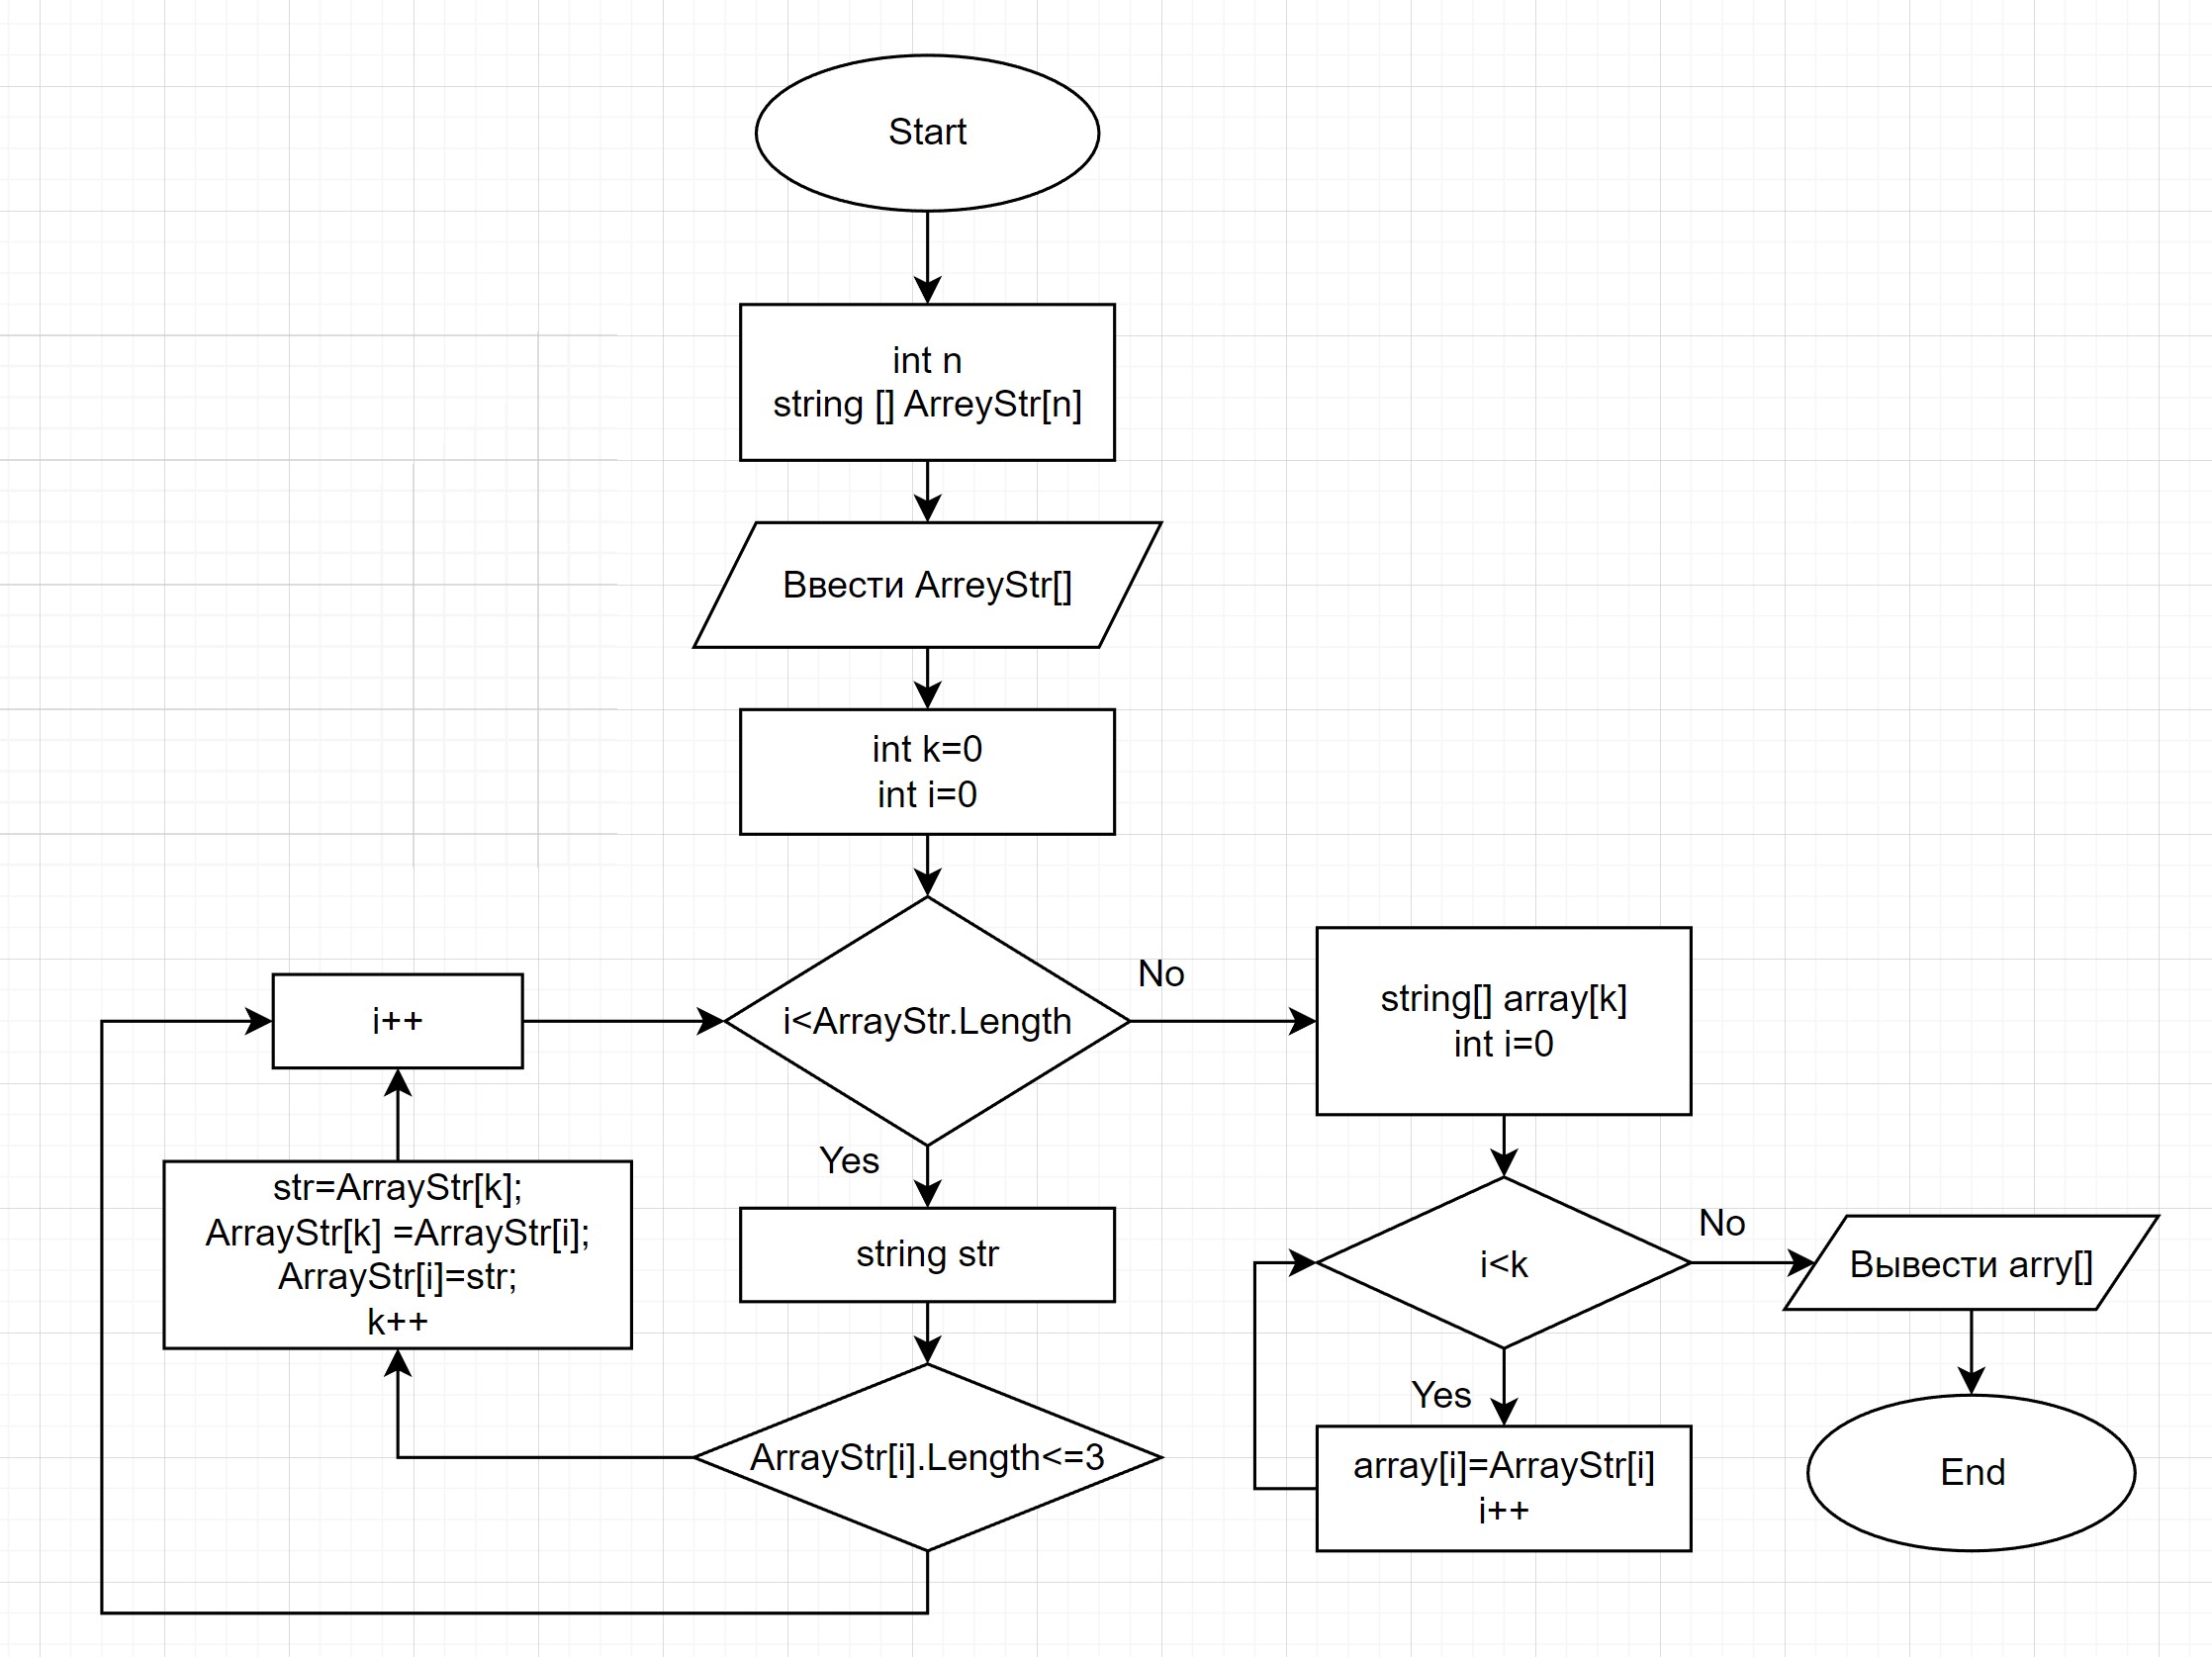 Start
int n
string [] ArreyStr[n]
Ввести ArreyStr[]
int k=0
int i=0
i<ArrayStr.Length
No
Yes
i++
str=ArrayStr[k];
ArrayStr[k] =ArrayStr[i];
ArrayStr[i]=str;
k++
string str
ArrayStr[i].Length<=3
string[] array[k]
int i=0
i<k
No
Yes
array[i]=ArrayStr[i]
i++
Вывести arry[]
End